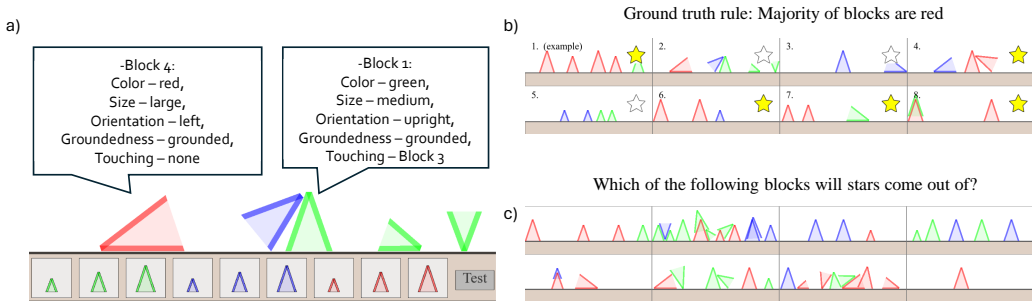 a)
-Block 4:
Color – red,
Size – large,
Orientation – left,
Groundedness – grounded,
Touching – none
-Block 1:
Color – green,
Size – medium,
Orientation – upright,
Groundedness – grounded,
Touching – Block 3
Test
b)
Ground truth rule: Majority of blocks are red
1. (example)
2.
3.
4.
5.
6.
7.
8.
Which of the following blocks will stars come out of?
c)